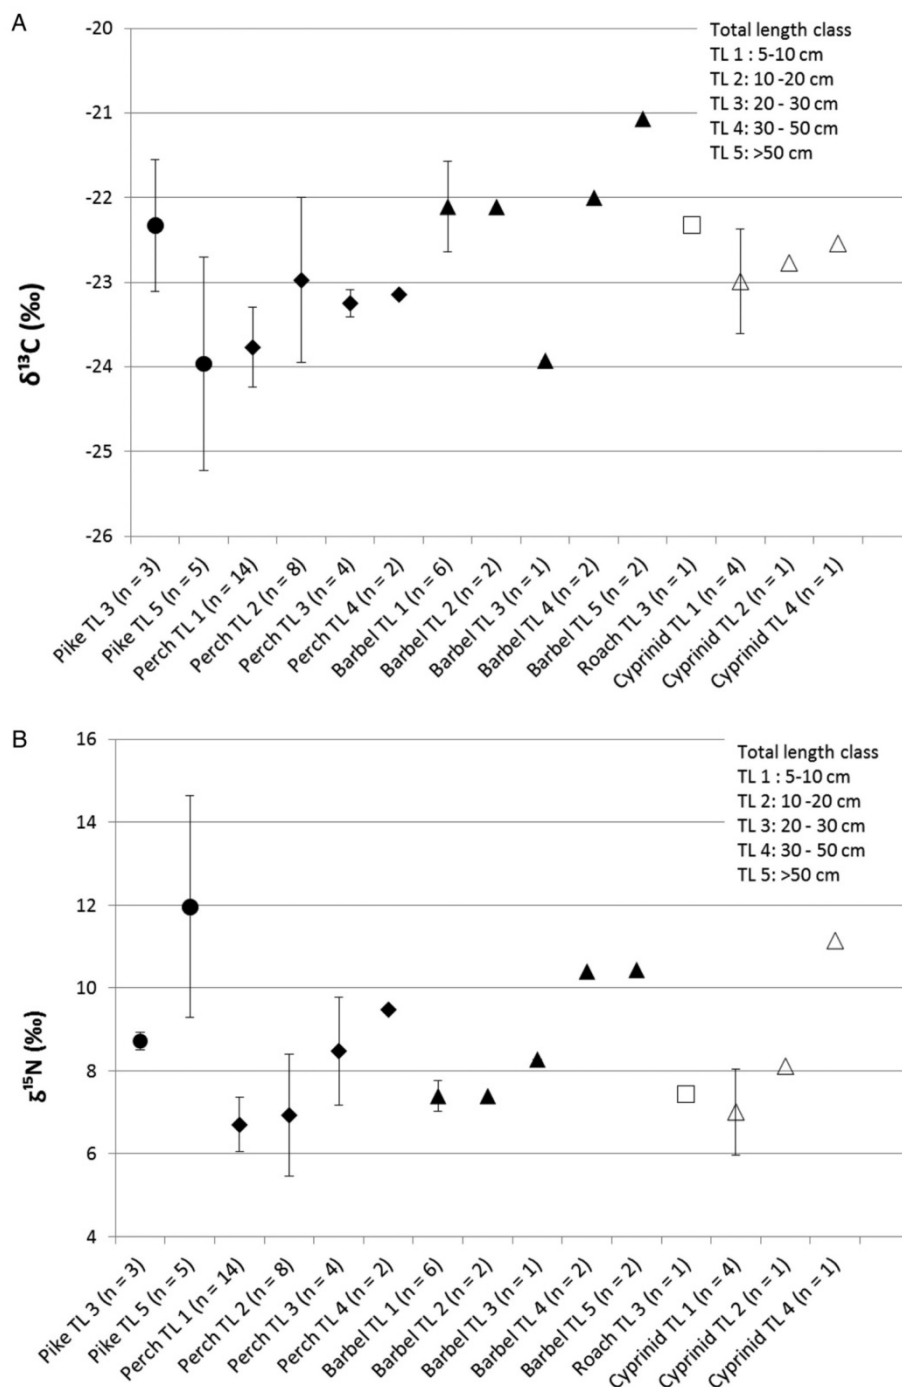 A
-20
-21
-22
-23
-24
-25
-26
δ¹³C (‰)
Total length class
TL 1 : 5-10 cm
TL 2: 10 -20 cm
TL 3: 20 - 30 cm
TL 4: 30 - 50 cm
TL 5: >50 cm
Pike TL 3 (n = 3)
Pike TL 5 (n = 5)
Perch TL 1 (n = 14)
Perch TL 2 (n = 8)
Perch TL 3 (n = 4)
Perch TL 4 (n = 2)
Barbel TL 1 (n = 6)
Barbel TL 2 (n = 2)
Barbel TL 3 (n = 1)
Barbel TL 4 (n = 2)
Barbel TL 5 (n = 2)
Roach TL 3 (n = 1)
Cyprinid TL 1 (n = 4)
Cyprinid TL 2 (n = 1)
Cyprinid TL 4 (n = 1)
B
16
14
12
10
8
6
4
δ¹⁵N (‰)
Total length class
TL 1 : 5-10 cm
TL 2: 10 -20 cm
TL 3: 20 - 30 cm
TL 4: 30 - 50 cm
TL 5: >50 cm
Pike TL 3 (n = 3)
Pike TL 5 (n = 5)
Perch TL 1 (n = 14)
Perch TL 2 (n = 8)
Perch TL 3 (n = 4)
Perch TL 4 (n = 2)
Barbel TL 1 (n = 6)
Barbel TL 2 (n = 2)
Barbel TL 3 (n = 1)
Barbel TL 4 (n = 2)
Barbel TL 5 (n = 2)
Roach TL 3 (n = 1)
Cyprinid TL 1 (n = 4)
Cyprinid TL 2 (n = 1)
Cyprinid TL 4 (n = 1)